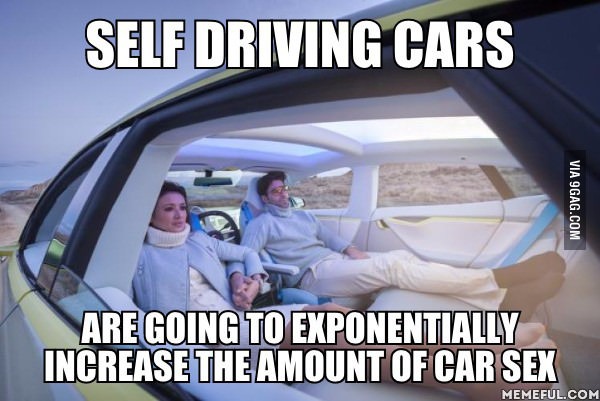 SELF DRIVING CARS
VIA 9GAG.COM
ARE GOING TO EXPONENTIALLY
INCREASE THE AMOUNT OF CAR SEX
MEMEFUL.COM